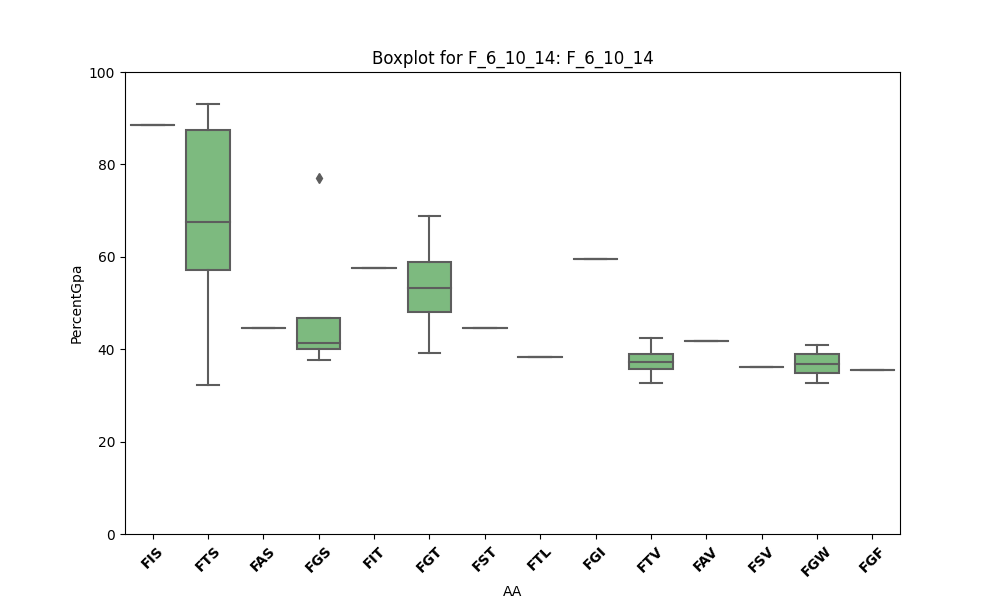 Boxplot for F_6_10_14: F_6_10_14
100
80
60
40
20
0
PercentGpa
FIS FTS FAS FGS FIT FGT FST FTL FGI FTV FAV FSV FGW FGF
AA